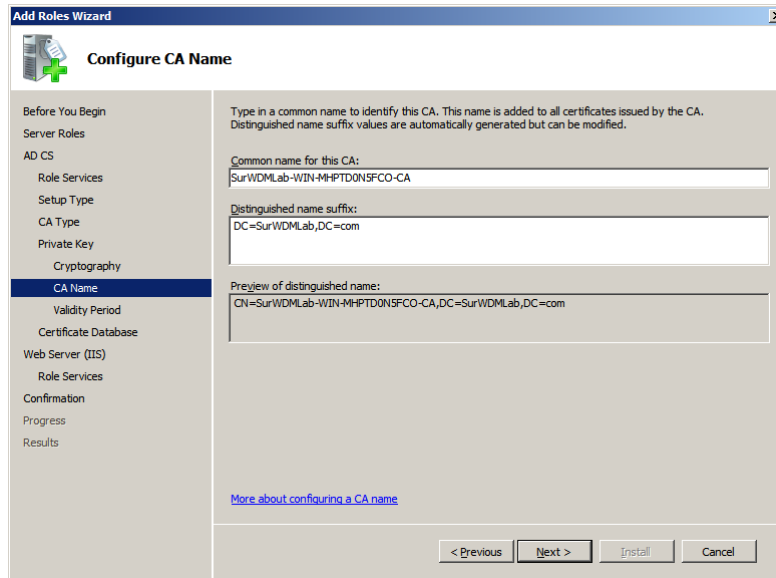 Add Roles Wizard
Configure CA Name
Before You Begin
Server Roles
AD CS
Role Services
Setup Type
CA Type
Private Key
Cryptography
CA Name
Validity Period
Certificate Database
Web Server (IIS)
Role Services
Confirmation
Progress
Results
Type in a common name to identify this CA. This name is added to all certificates issued by the CA.
Distinguished name suffix values are automatically generated but can be modified.
Common name for this CA:
SurWDMLab-WIN-MHPTD0N5FCO-CA
Distinguished name suffix:
DC=SurWDMLab,DC=com
Preview of distinguished name:
CN=SurWDMLab-WIN-MHPTD0N5FCO-CA,DC=SurWDMLab,DC=com
More about configuring a CA name
< Previous
Next >
Install
Cancel